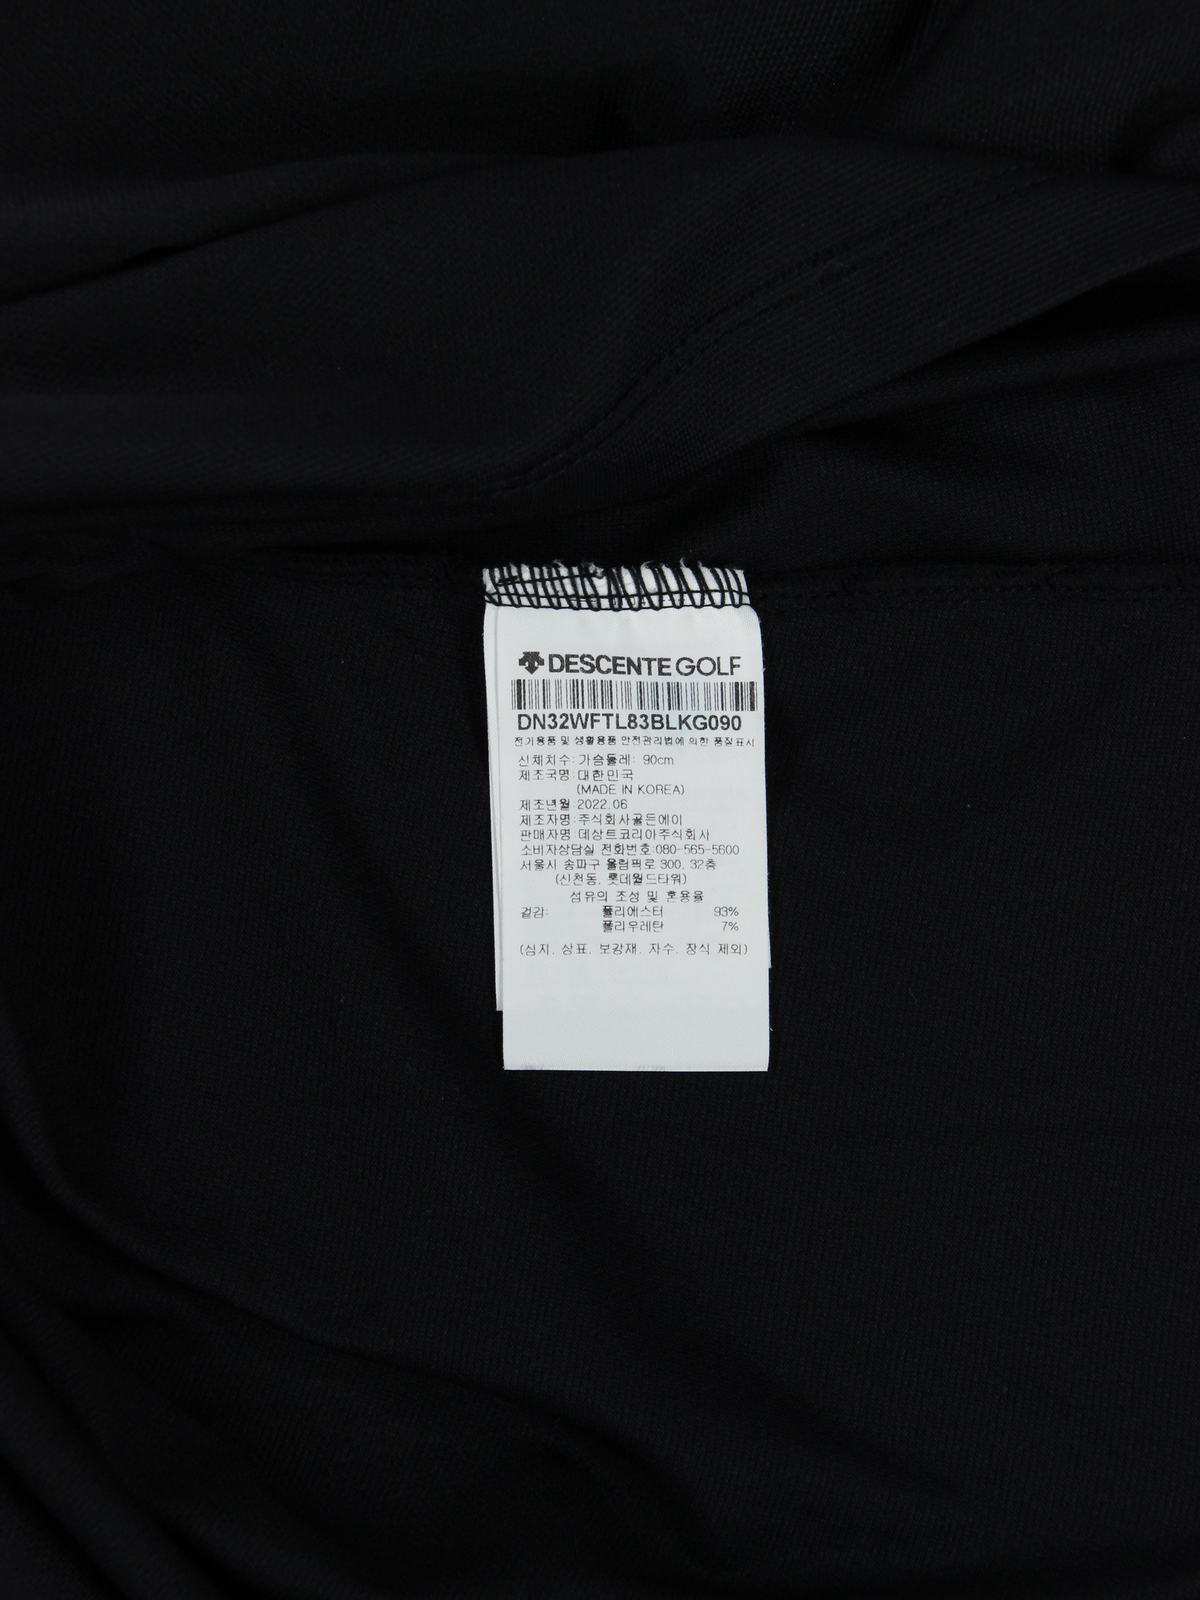 DESCENTE GOLF
DN32WFTL83BLKG090
전기용품 및 생활용품 안전관리법에 의한 품질표시
신체치수: 가슴둘레: 90cm
제조국명: 대한민국
(MADE IN KOREA)
제조년월: 2022.06
제조자명: 주식회사골든에이
판매자명: 데상트코리아주식회사
소비자상담실 전화번호:080-565-5600
서울시 송파구 올림픽로 300, 32층
(신천동, 롯데월드타워)
섬유의 조성 및 혼용율
겉감: 폴리에스터 93%
폴리우레탄 7%
(심지, 상표, 보강재, 자수, 장식 제외)